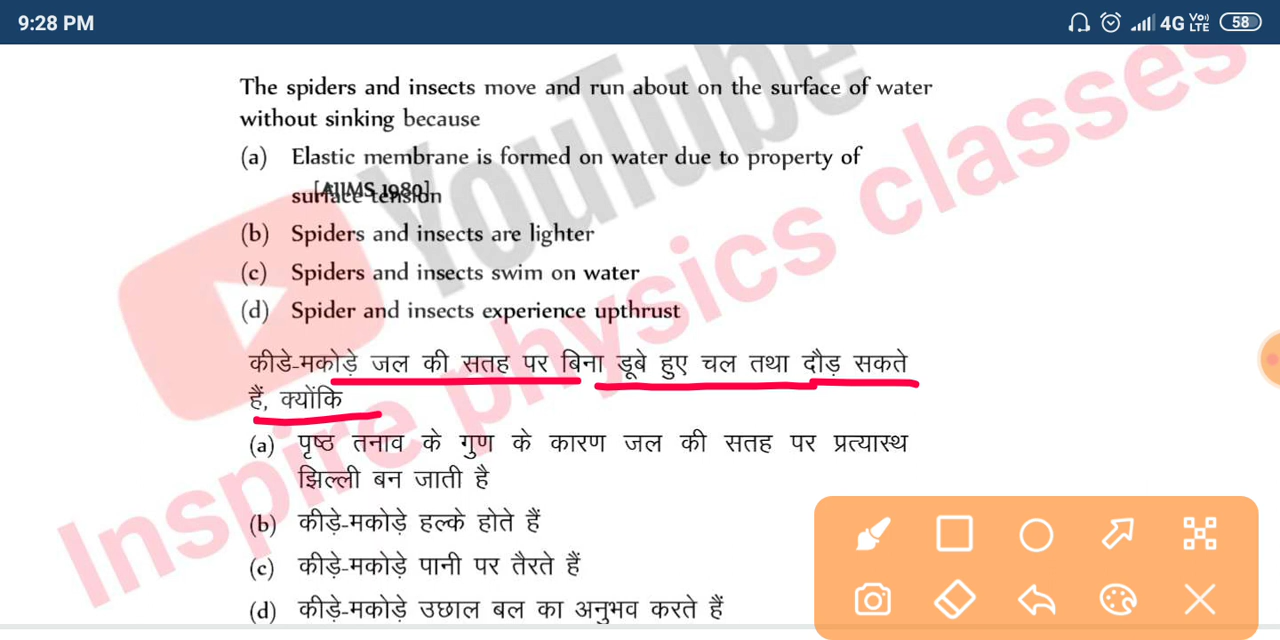 9:28 PM
4G Vo)) LTE 58
The spiders and insects move and run about on the surface of water
without sinking because
(a) Elastic membrane is formed on water due to property of
surface tension
[AIIMS 1980]
(b) Spiders and insects are lighter
(c) Spiders and insects swim on water
(d) Spider and insects experience upthrust
कीडे-मकोड़े जल की सतह पर बिना डूबे हुए चल तथा दौड़ सकते
हैं, क्योंकि
(a) पृष्ठ तनाव के गुण के कारण जल की सतह पर प्रत्यास्थ
झिल्ली बन जाती है
(b) कीड़े-मकोड़े हल्के होते हैं
(c) कीड़े-मकोड़े पानी पर तैरते हैं
(d) कीड़े-मकोड़े उछाल बल का अनुभव करते हैं
YouTube
Inspire physics classes